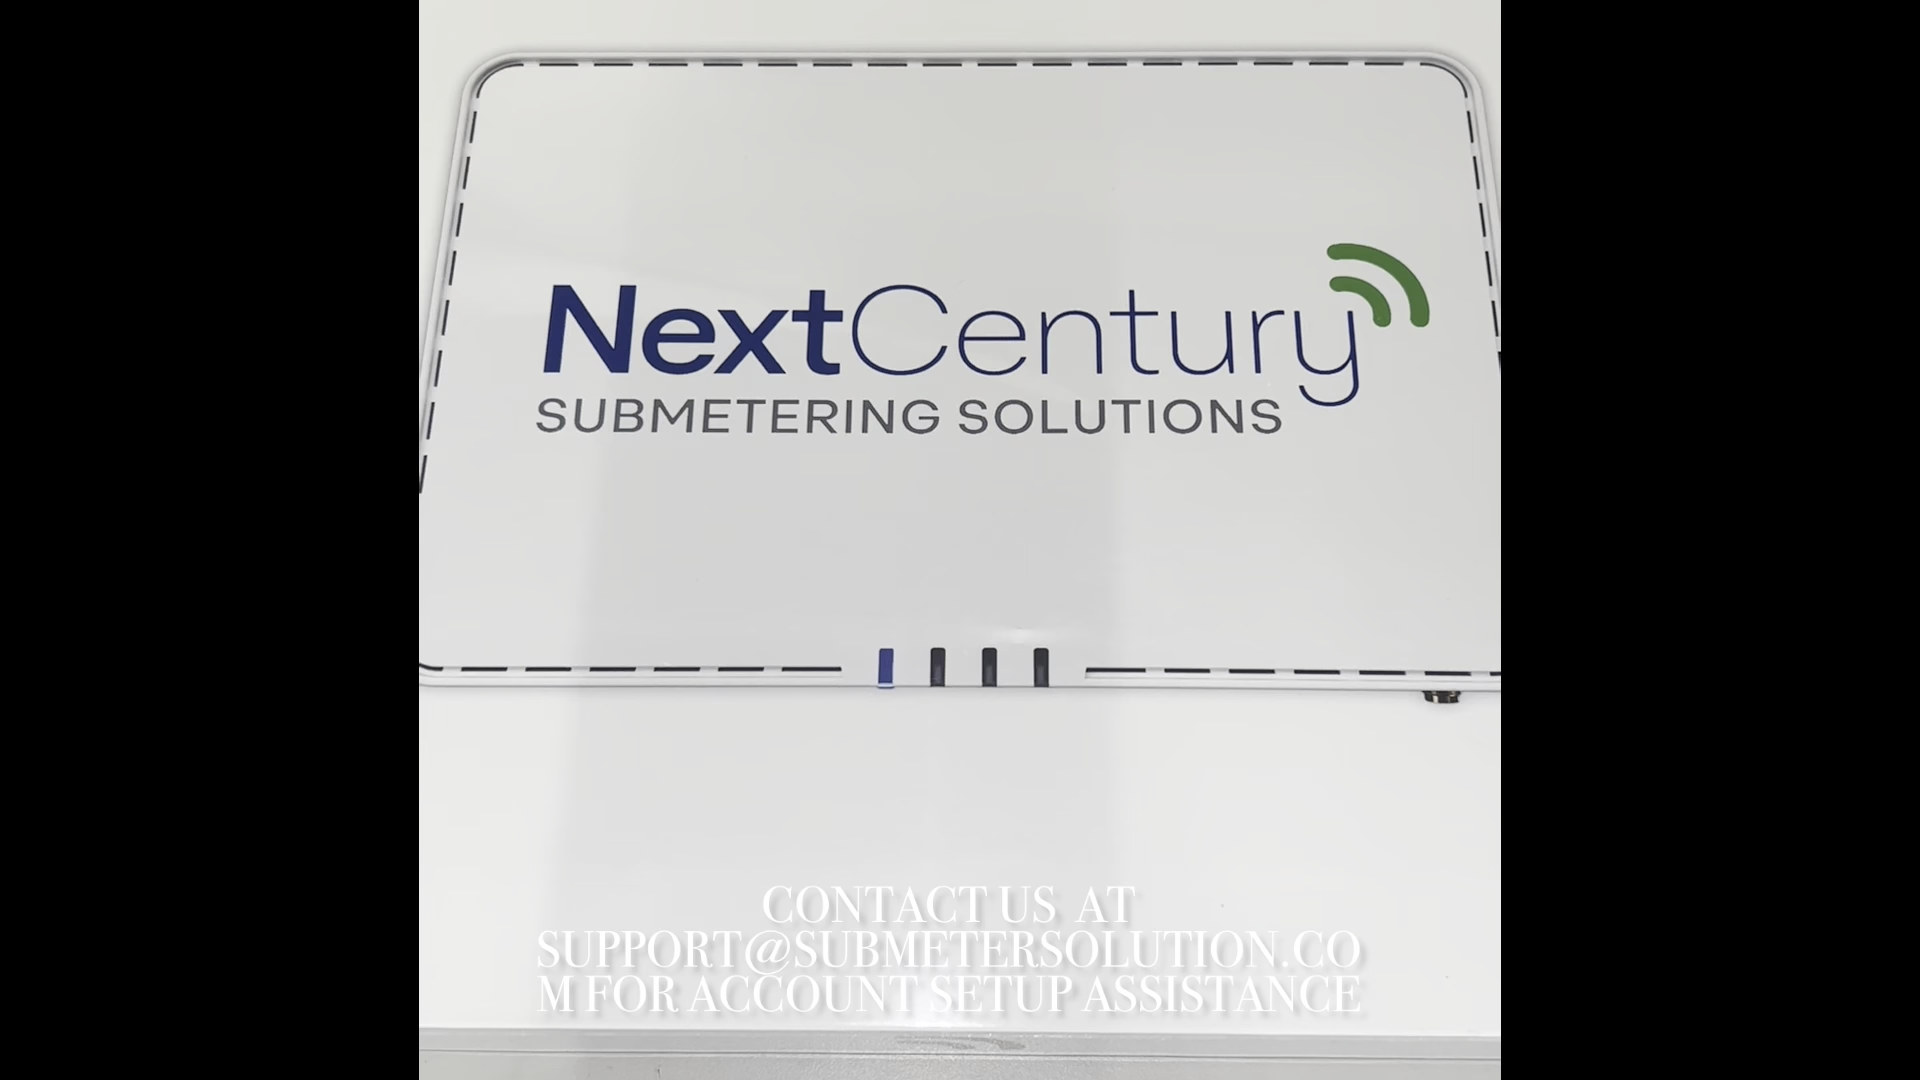 NextCentury
SUBMETERING SOLUTIONS
CONTACT US AT
SUPPORT@SUBMETERSOLUTION.CO
M FOR ACCOUNT SETUP ASSISTANCE